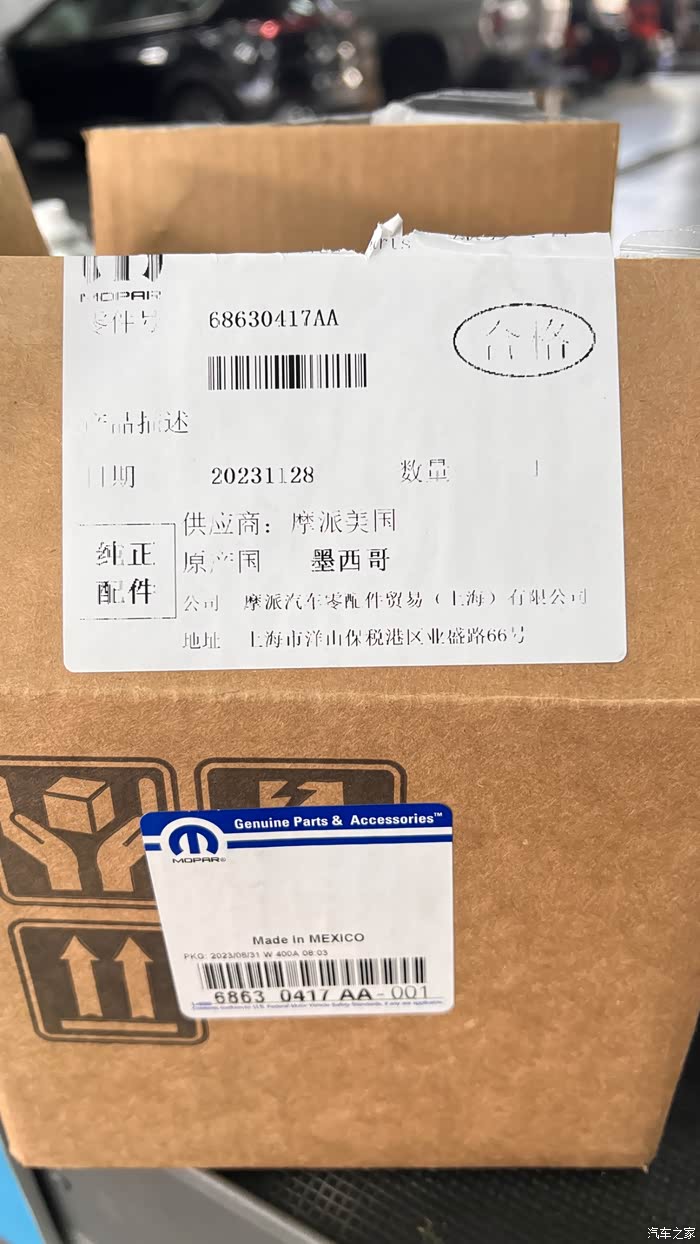 MOPAR
零件号 68630417AA
合格
产品描述
日期 20231128 数量 1
供应商：摩派美国
纯正
配件
原产国 墨西哥
公司 摩派汽车零配件贸易（上海）有限公司
地址 上海市洋山保税港区业盛路66号
Genuine Parts & Accessories™
MOPAR®
Made in MEXICO
PKG: 2023/08/31 W 400A 08:03
6863 0417 AA-001
汽车之家